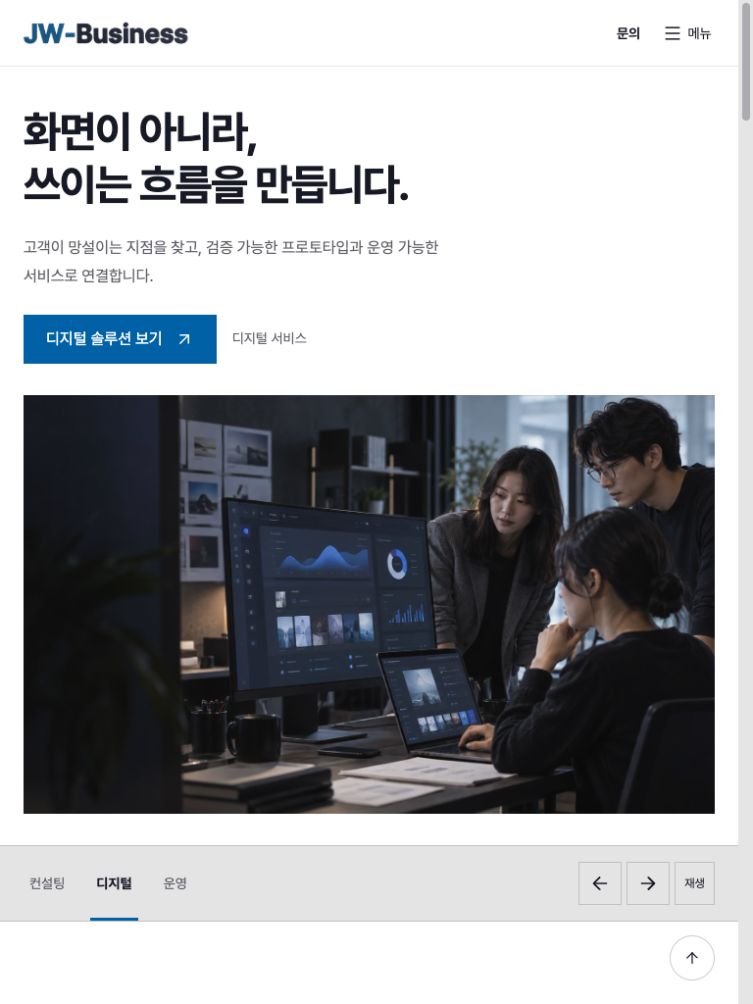 JW-Business
문의
메뉴
화면이 아니라,
쓰이는 흐름을 만듭니다.
고객이 망설이는 지점을 찾고, 검증 가능한 프로토타입과 운영 가능한
서비스로 연결합니다.
디지털 솔루션 보기
디지털 서비스
컨설팅
디지털
운영
재생